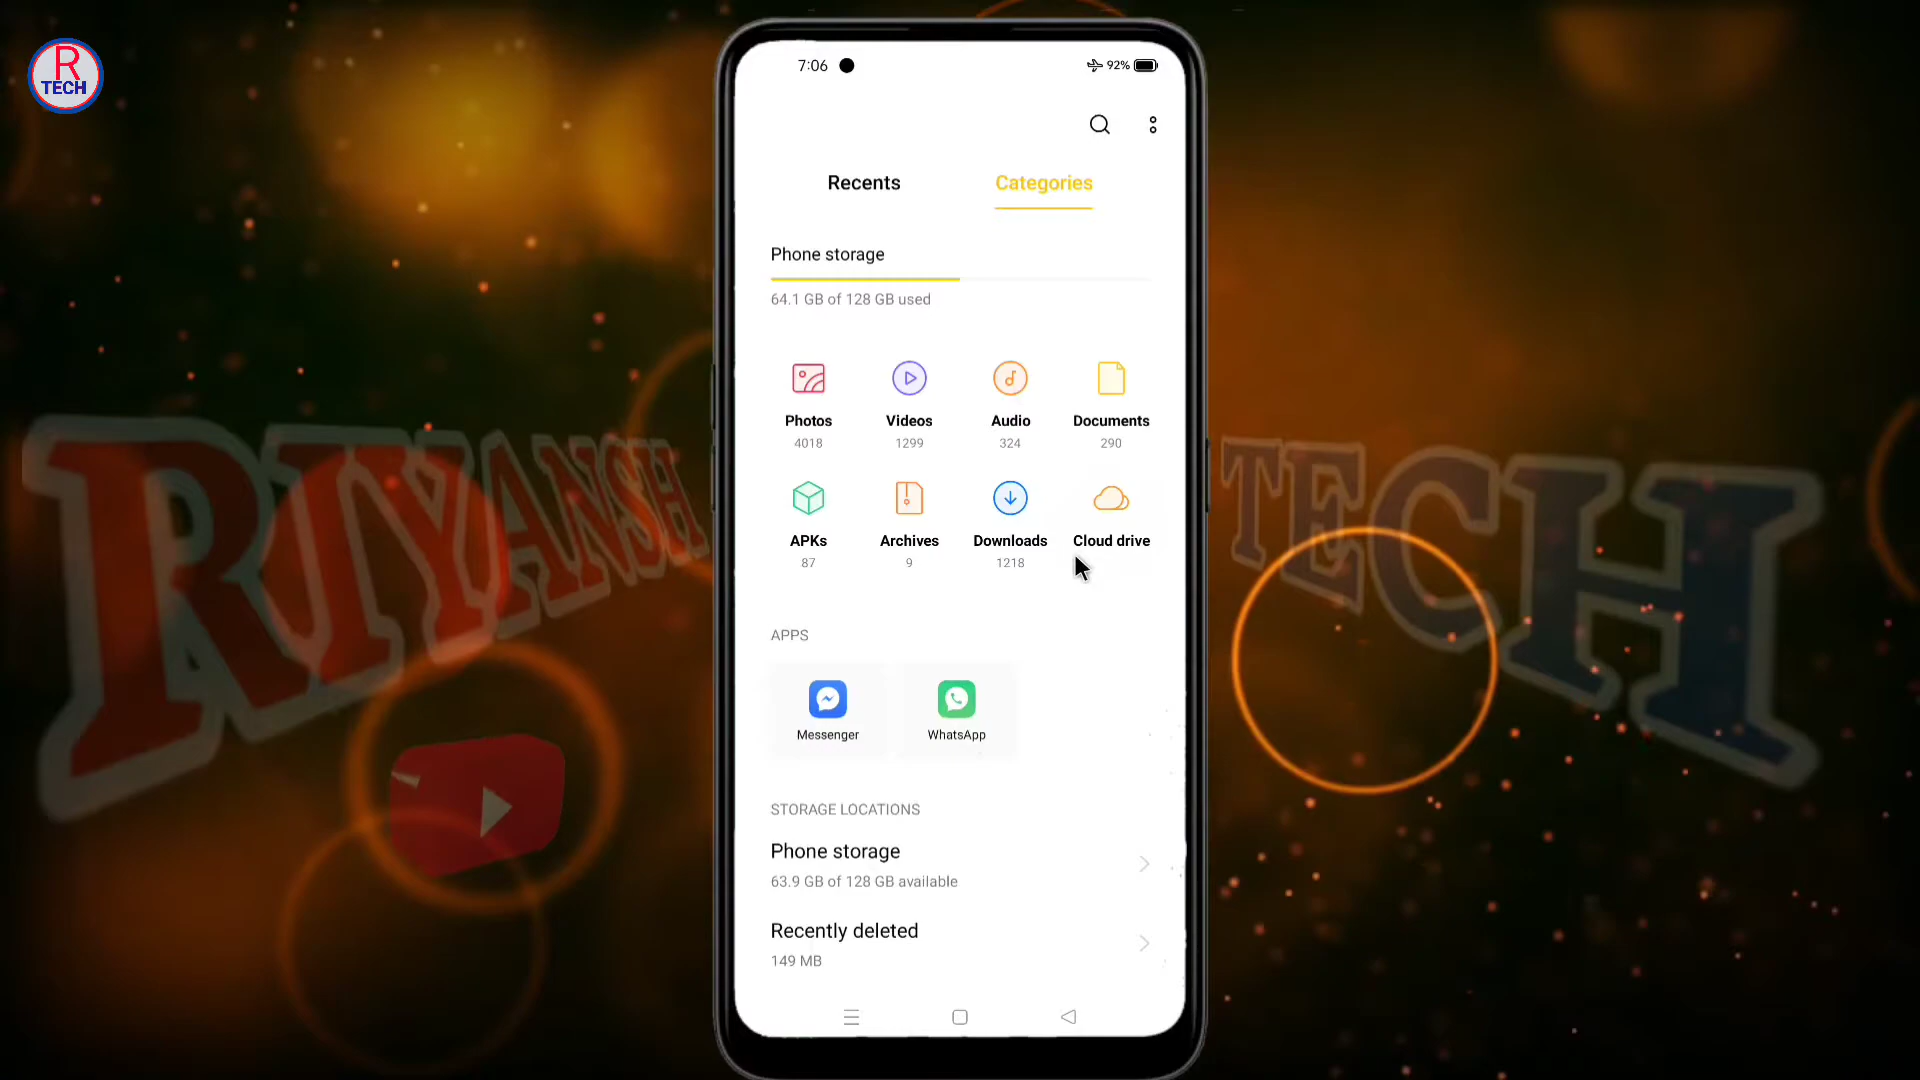 R
TECH
7:06
92%
Recents
Categories
Phone storage
64.1 GB of 128 GB used
Photos
4018
Videos
1299
Audio
324
Documents
290
APKs
87
Archives
9
Downloads
1218
Cloud drive
APPS
Messenger
WhatsApp
STORAGE LOCATIONS
Phone storage
63.9 GB of 128 GB available
Recently deleted
149 MB
RIYANSH
TECH